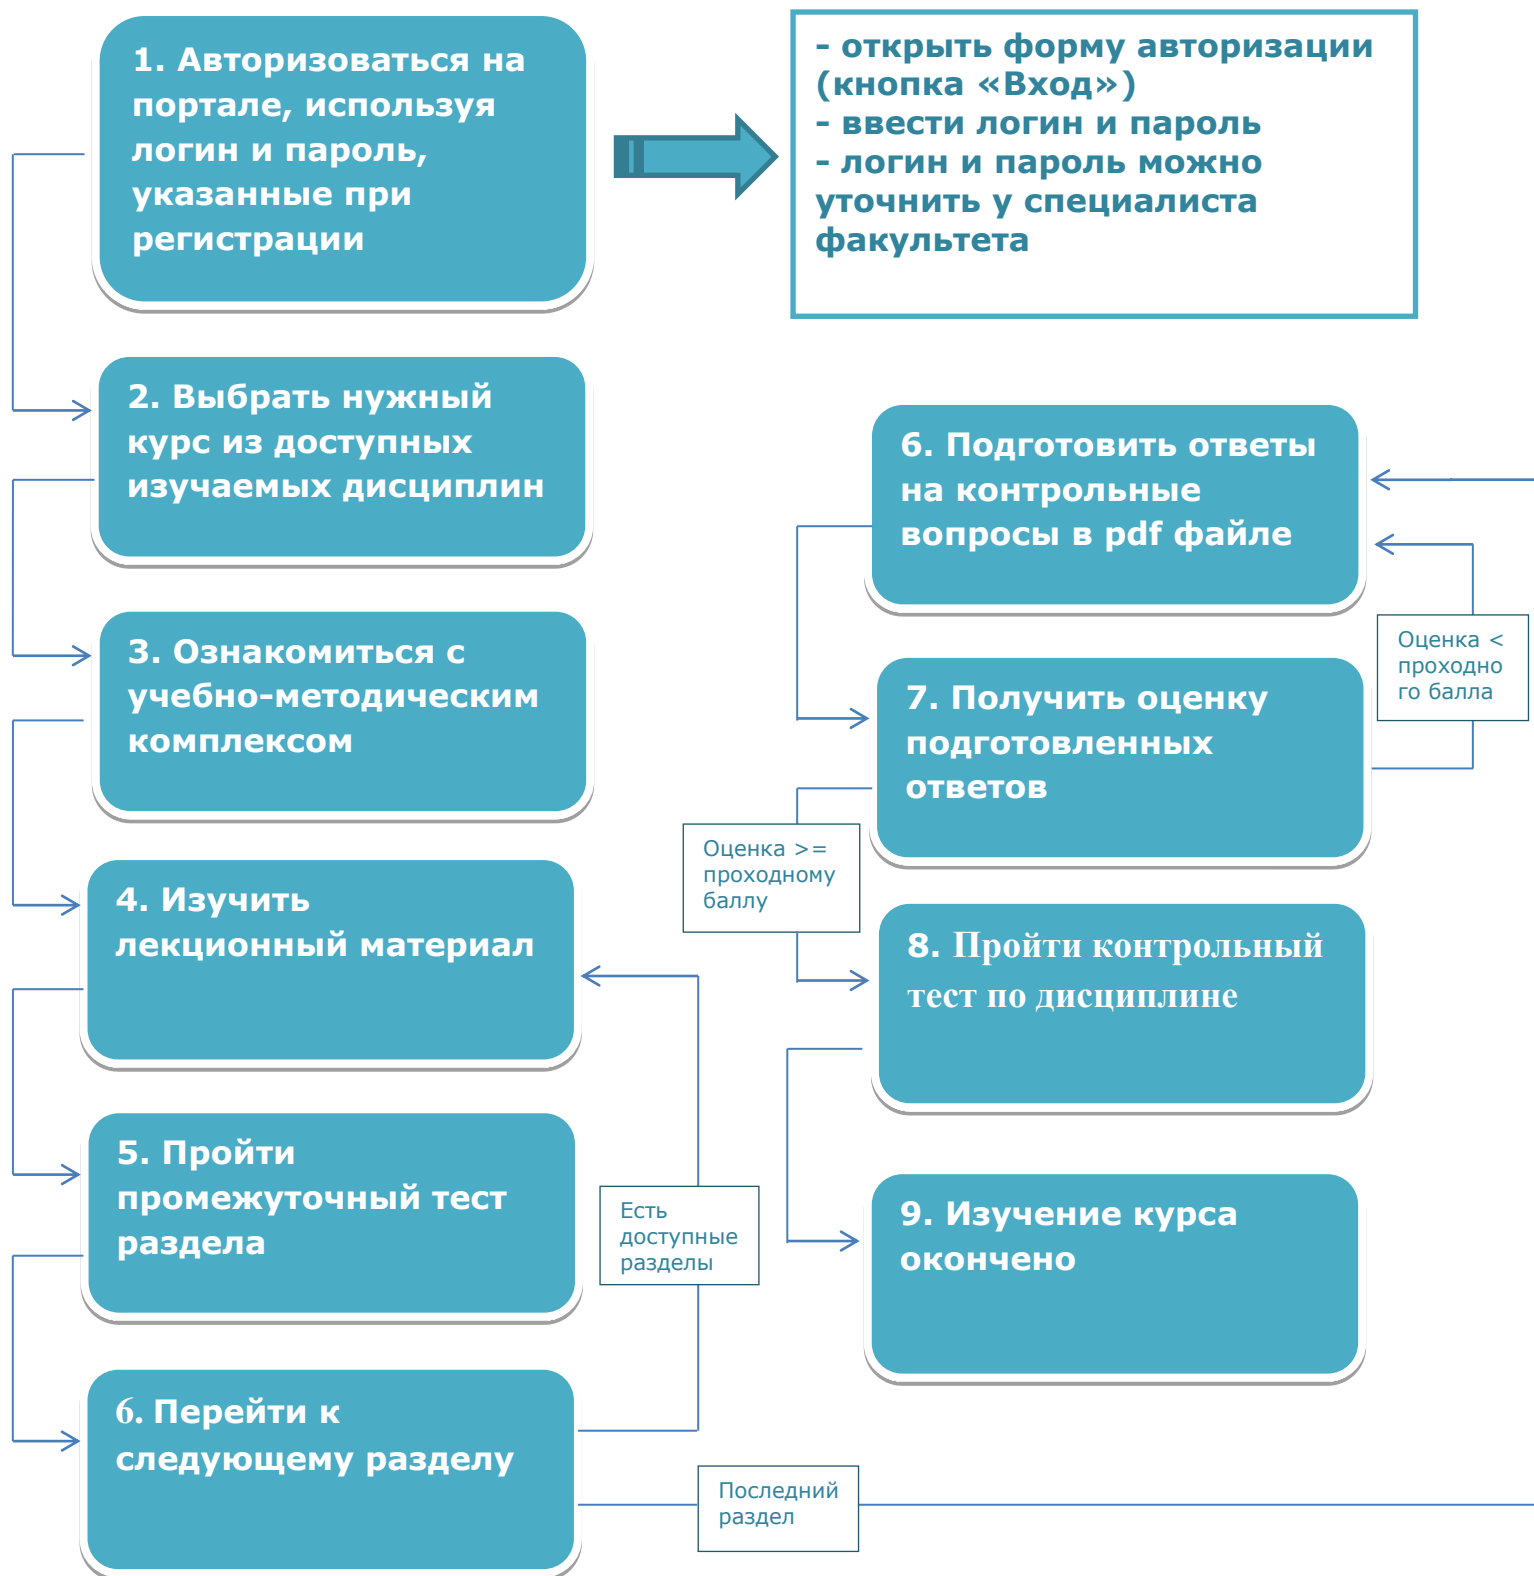 1. Авторизоваться на
портале, используя
логин и пароль,
указанные при
регистрации
– открыть форму авторизации
(кнопка «Вход»)
– ввести логин и пароль
– логин и пароль можно
уточнить у специалиста
факультета
2. Выбрать нужный
курс из доступных
изучаемых дисциплин
3. Ознакомиться с
учебно-методическим
комплексом
4. Изучить
лекционный материал
5. Пройти
промежуточный тест
раздела
Есть
доступные
разделы
6. Перейти к
следующему разделу
Последний
раздел
6. Подготовить ответы
на контрольные
вопросы в pdf файле
Оценка <
проходно
го балла
7. Получить оценку
подготовленных
ответов
Оценка >=
проходному
баллу
8. Пройти контрольный
тест по дисциплине
9. Изучение курса
окончено